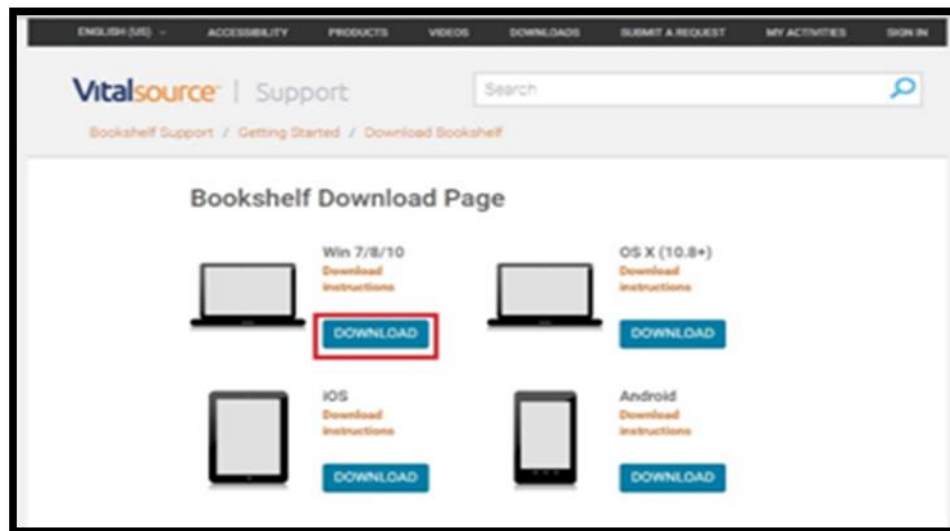 ENGLISH (US) ACCESSIBILITY PRODUCTS VIDEOS DOWNLOADS SUBMIT A REQUEST MY ACTIVITIES SIGN IN
Vitalsource | Support Search
Bookshelf Support / Getting Started / Download Bookshelf
Bookshelf Download Page
Win 7/8/10
Download
instructions
DOWNLOAD
OS X (10.8+)
Download
instructions
DOWNLOAD
iOS
Download
instructions
DOWNLOAD
Android
Download
instructions
DOWNLOAD